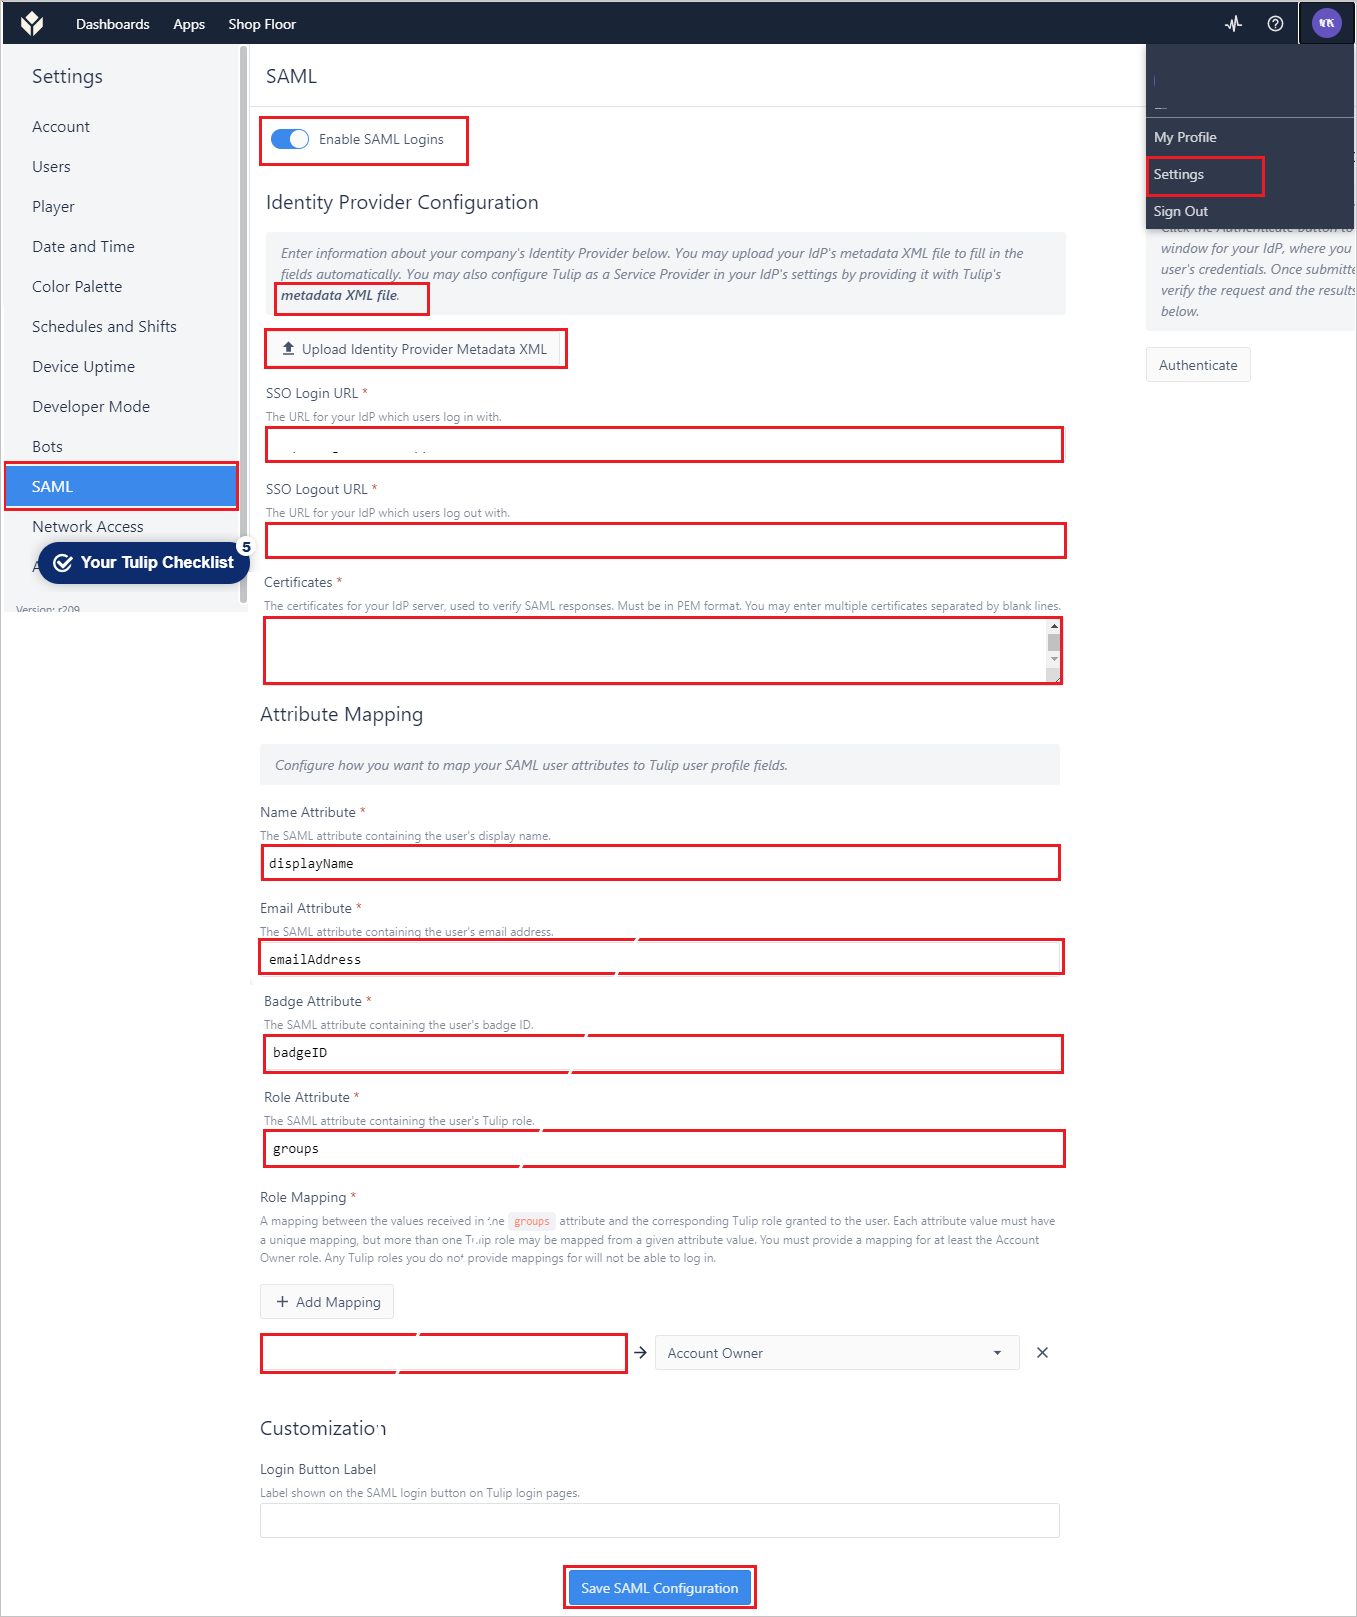 Dashboards Apps Shop Floor
Settings
Account
Users
Player
Date and Time
Color Palette
Schedules and Shifts
Device Uptime
Developer Mode
Bots
SAML
Network Access
Your Tulip Checklist
5
Version: r209
SAML
Enable SAML Logins
Identity Provider Configuration
Enter information about your company's Identity Provider below. You may upload your IdP's metadata XML file to fill in the
fields automatically. You may also configure Tulip as a Service Provider in your IdP's settings by providing it with Tulip's
metadata XML file.
Upload Identity Provider Metadata XML
SSO Login URL *
The URL for your IdP which users log in with.
SSO Logout URL *
The URL for your IdP which users log out with.
Certificates *
The certificates for your IdP server, used to verify SAML responses. Must be in PEM format. You may enter multiple certificates separated by blank lines.
Attribute Mapping
Configure how you want to map your SAML user attributes to Tulip user profile fields.
Name Attribute *
The SAML attribute containing the user's display name.
displayName
Email Attribute *
The SAML attribute containing the user's email address.
emailAddress
Badge Attribute *
The SAML attribute containing the user's badge ID.
badgeID
Role Attribute *
The SAML attribute containing the user's Tulip role.
groups
Role Mapping *
A mapping between the values received in the groups attribute and the corresponding Tulip role granted to the user. Each attribute value must have
a unique mapping, but more than one Tulip role may be mapped from a given attribute value. You must provide a mapping for at least the Account
Owner role. Any Tulip roles you do not provide mappings for will not be able to log in.
+ Add Mapping
→ Account Owner
Customization
Login Button Label
Label shown on the SAML login button on Tulip login pages.
Save SAML Configuration
My Profile
Settings
Sign Out
Click the Authenticate button to
window for your IdP, where you
user's credentials. Once submitte
verify the request and the results
below.
Authenticate